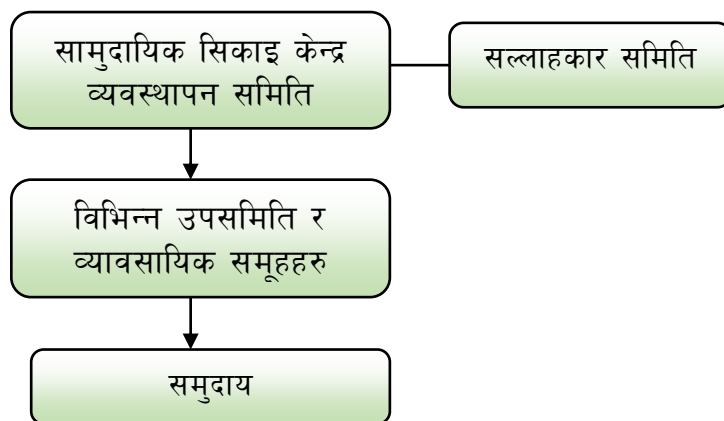 सामुदायिक सिकाइ केन्द्र
व्यवस्थापन समिति
सल्लाहकार समिति
विभिन्न उपसमिति र
व्यावसायिक समूहहरु
समुदाय